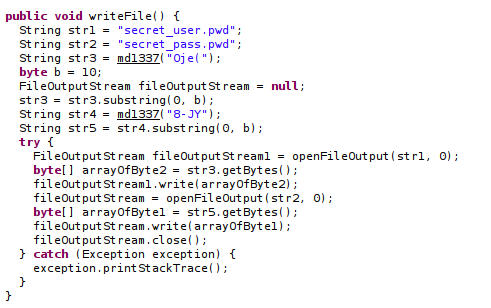 public void writeFile() {
String str1 = "secret_user.pwd";
String str2 = "secret_pass.pwd";
String str3 = md1337("Oje(");
byte b = 10;
FileOutputStream fileOutputStream = null;
str3 = str3.substring(0, b);
String str4 = md1337("8-JY");
String str5 = str4.substring(0, b);
try {
FileOutputStream fileOutputStream1 = openFileOutput(str1, 0);
byte[] arrayOfByte2 = str3.getBytes();
fileOutputStream1.write(arrayOfByte2);
fileOutputStream = openFileOutput(str2, 0);
byte[] arrayOfByte1 = str5.getBytes();
fileOutputStream.write(arrayOfByte1);
fileOutputStream.close();
} catch (Exception exception) {
exception.printStackTrace();
}
}